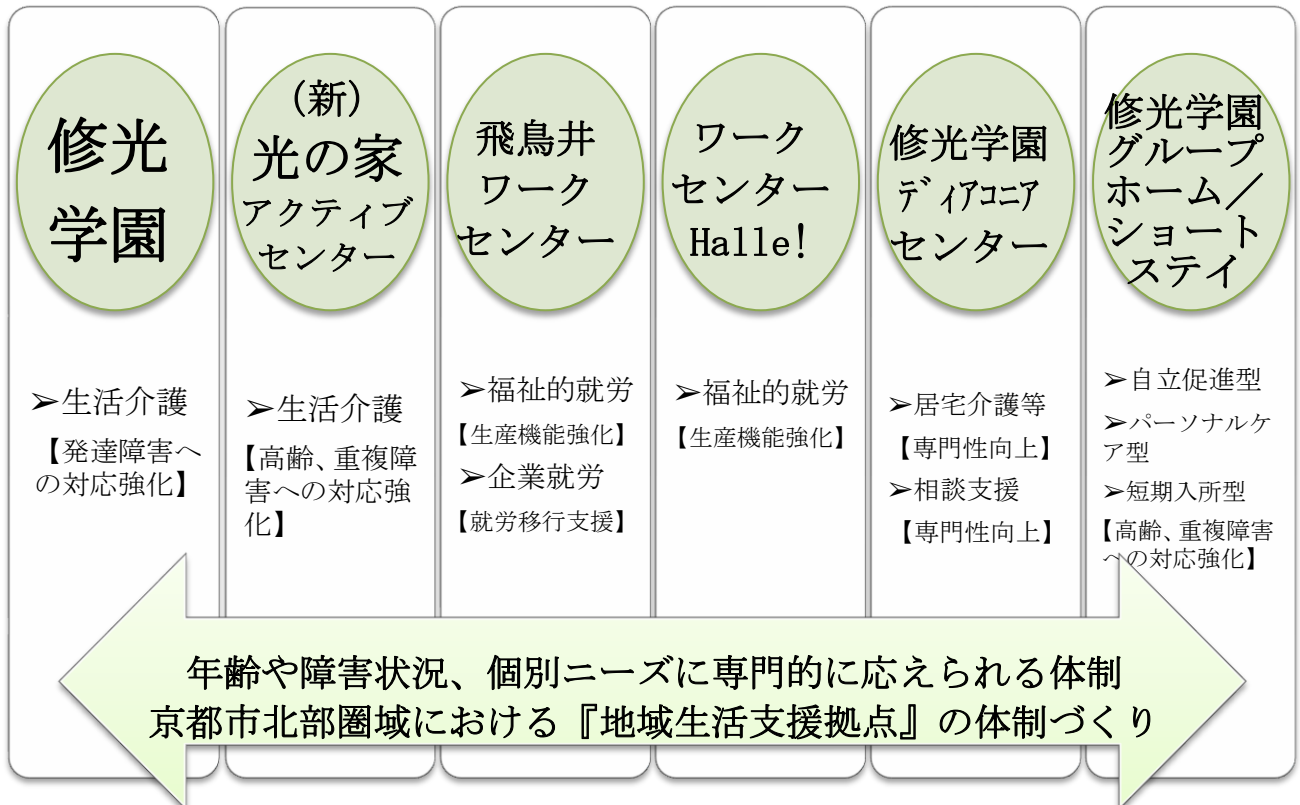 修光
学園
➢生活介護
【発達障害へ
の対応強化】
(新)
光の家
アクティブ
センター
➢生活介護
【高齢、重複障
害への対応強
化】
飛鳥井
ワーク
センター
➢福祉的就労
【生産機能強化】
➢企業就労
【就労移行支援】
ワーク
センター
Halle!
➢福祉的就労
【生産機能強化】
修光学園
ディアコニア
センター
➢居宅介護等
【専門性向上】
➢相談支援
【専門性向上】
修光学園
グループ
ホーム／
ショート
ステイ
➢自立促進型
➢パーソナルケ
ア型
➢短期入所型
【高齢、重複障害
への対応強化】
年齢や障害状況、個別ニーズに専門的に応えられる体制
京都市北部圏域における『地域生活支援拠点』の体制づくり